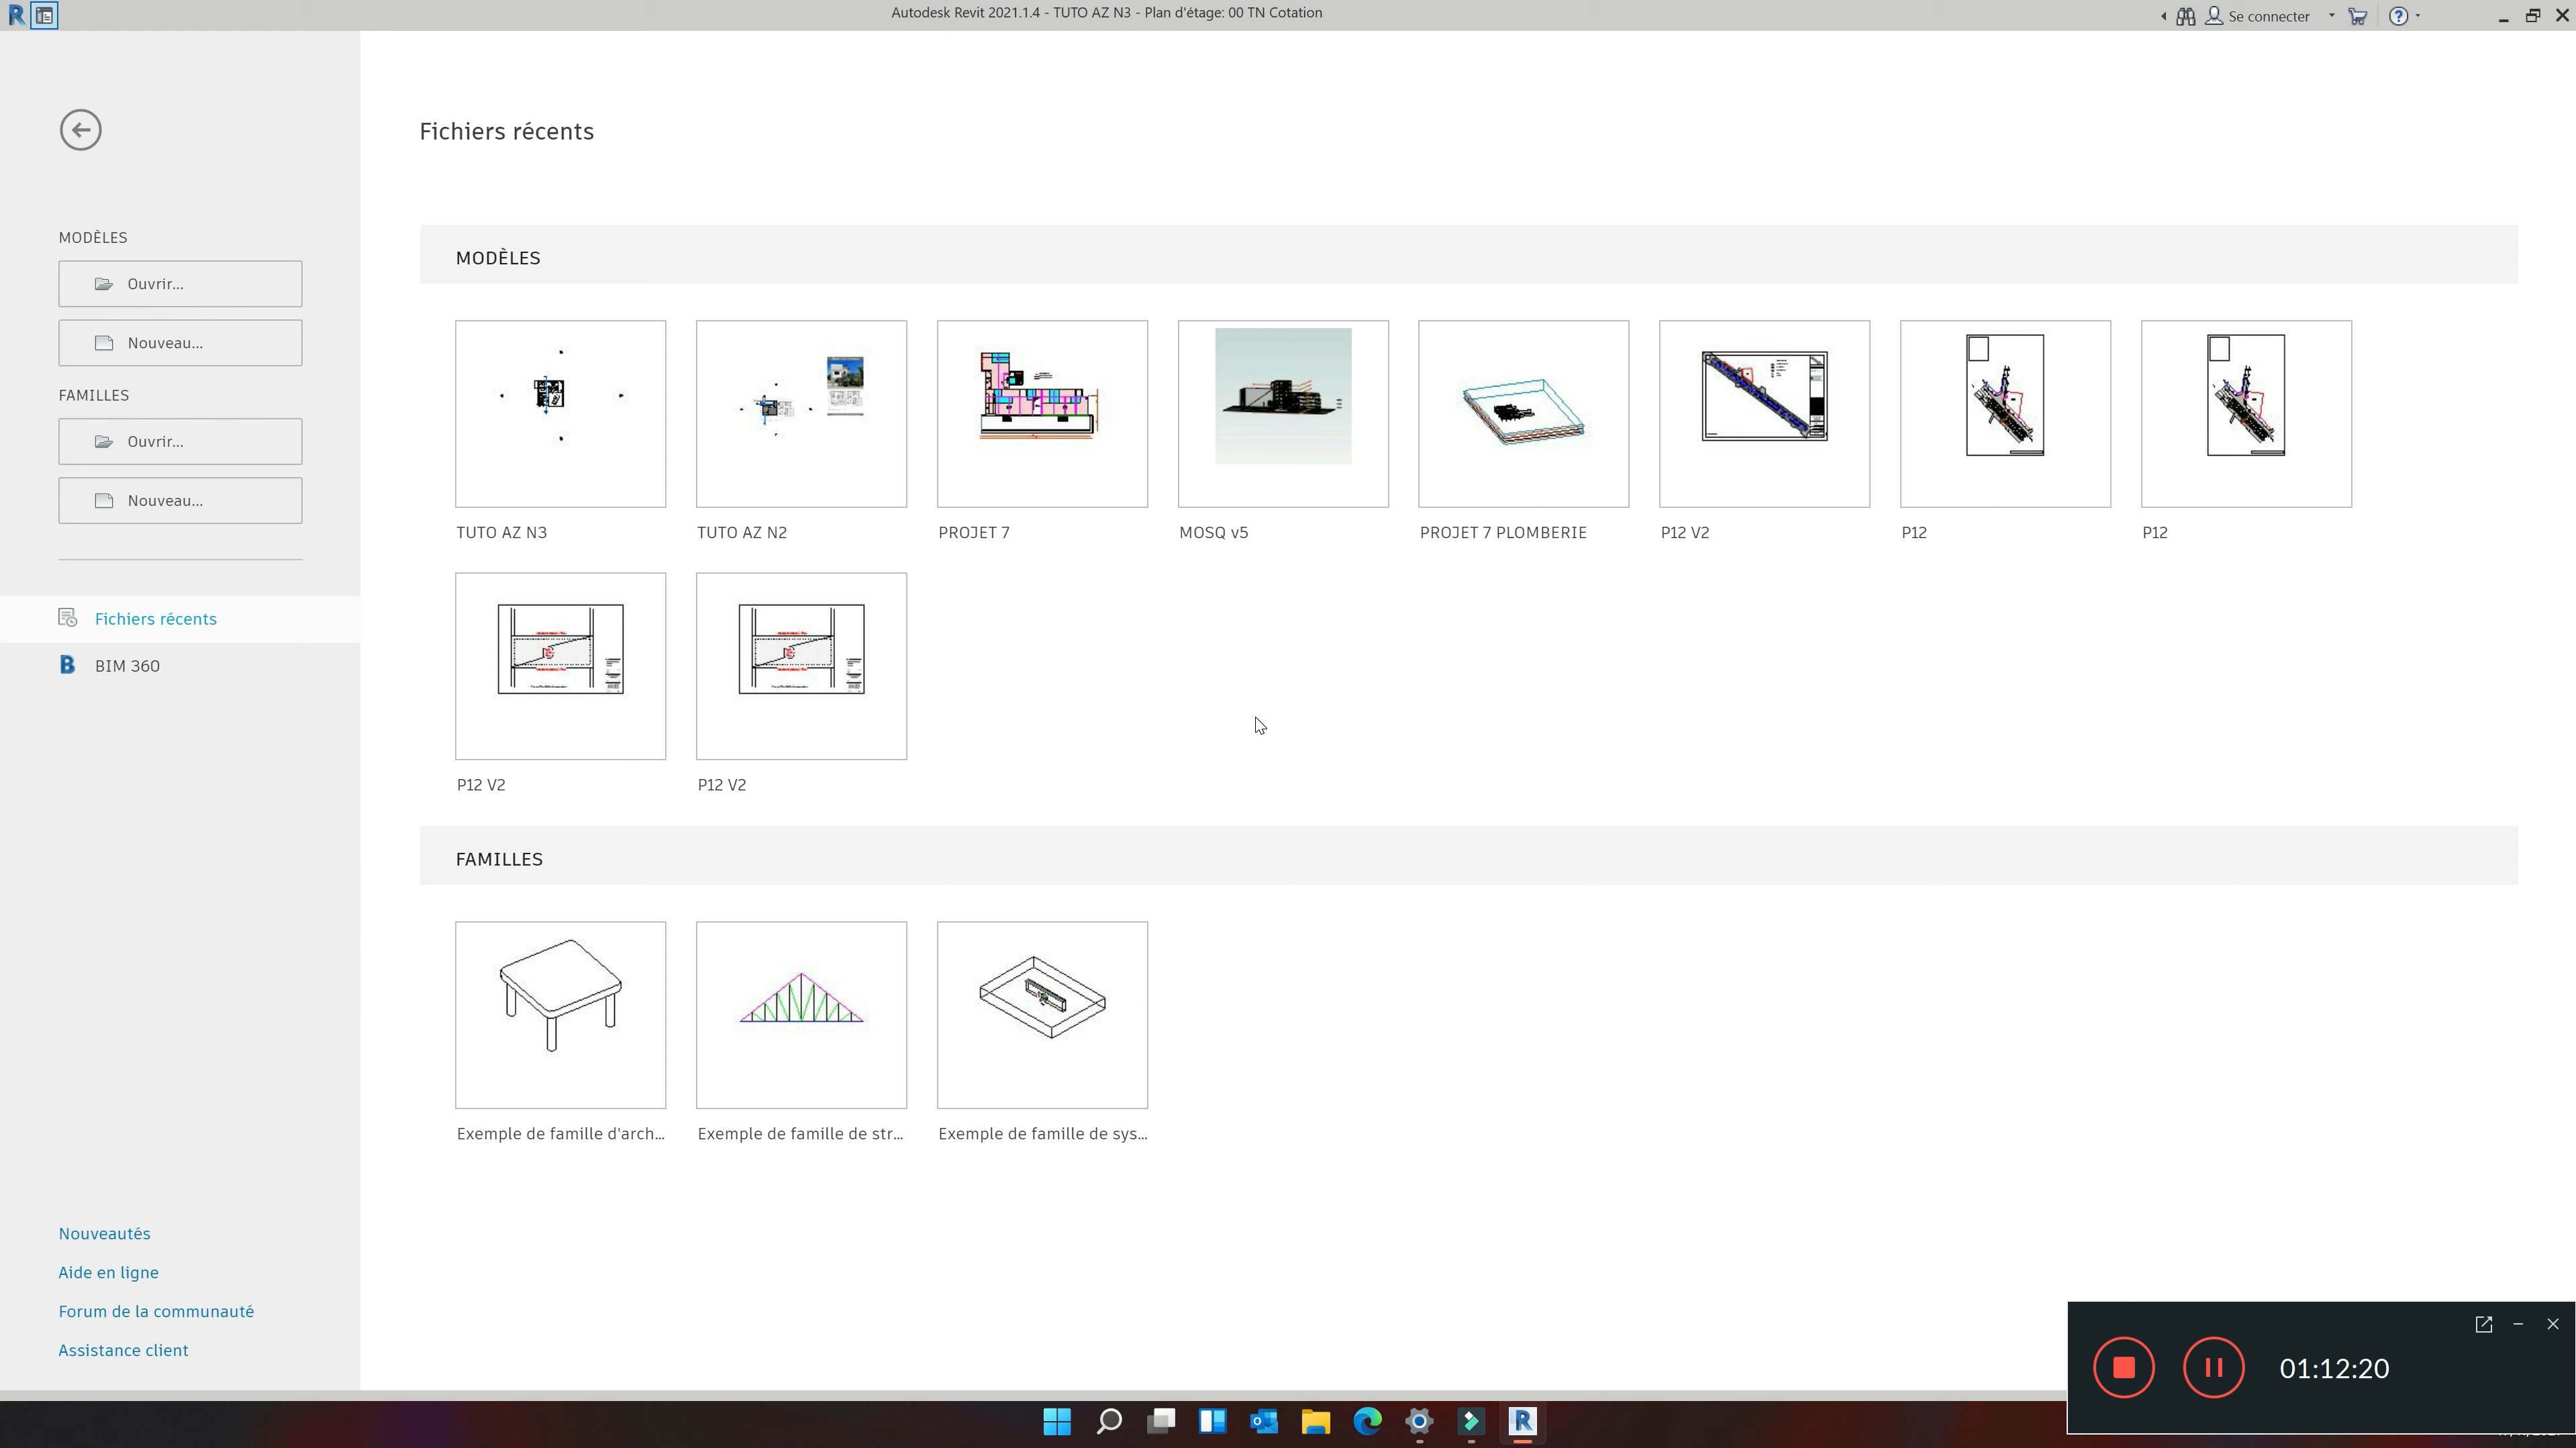 Autodesk Revit 2021.1.4 - TUTO AZ N3 - Plan d'étage: 00 TN Cotation
Se connecter
Fichiers récents
MODÈLES
Ouvrir...
Nouveau...
FAMILLES
Ouvrir...
Nouveau...
Fichiers récents
BIM 360
Nouveautés
Aide en ligne
Forum de la communauté
Assistance client
MODÈLES
TUTO AZ N3
TUTO AZ N2
PROJET 7
MOSQ v5
PROJET 7 PLOMBERIE
P12 V2
P12
P12
P12 V2
P12 V2
FAMILLES
Exemple de famille d'arch...
Exemple de famille de str...
Exemple de famille de sys...
01:12:20